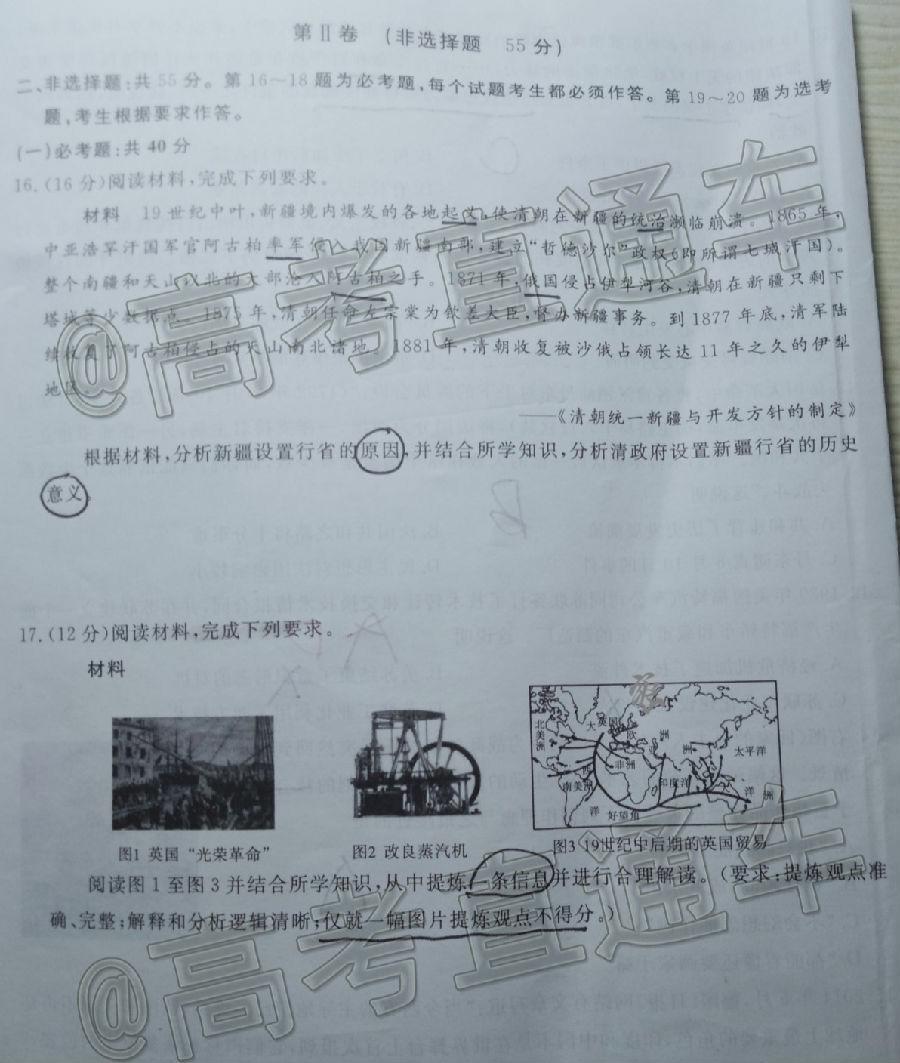 第Ⅱ卷 (非选择题 55分)
二、非选择题:共55分。第16～18题为必考题,每个试题考生都必须作答。第19～20题为选考
题,考生根据要求作答。
(一)必考题:共40分
16.(16分)阅读材料,完成下列要求。
材料 19世纪中叶,新疆境内爆发的各地起义,使清朝在新疆的统治濒临崩溃。1865年,
中亚浩罕汗国军官阿古柏率军侵入我国新疆南部,建立“哲德沙尔”政权(即所谓七城汗国)。
整个南疆和天山以北的大部沦入阿古柏之手。1871年,俄国侵占伊犁河谷,清朝在新疆只剩下
塔城等少数据点。1875年,清朝任命左宗棠为钦差大臣,督办新疆事务。到1877年底,清军陆
续收复了阿古柏侵占的天山南北诸地。1881年,清朝收复被沙俄占领长达11年之久的伊犁
地区。
——《清朝统一新疆与开发方针的制定》
根据材料,分析新疆设置行省的原因,并结合所学知识,分析清政府设置新疆行省的历史
意义。
17.(12分)阅读材料,完成下列要求。
材料
北美洲 大 英国 欧洲 洲 太平洋
非洲 印度洋
南美洲 洋 好望角 洋 洲
图1 英国“光荣革命” 图2 改良蒸汽机 图3 19世纪中后期的英国贸易
阅读图1至图3并结合所学知识,从中提炼一条信息并进行合理解读。(要求:提炼观点准
确、完整;解释和分析逻辑清晰;仅就一幅图片提炼观点不得分。)
@高考直通车
@高考直通车